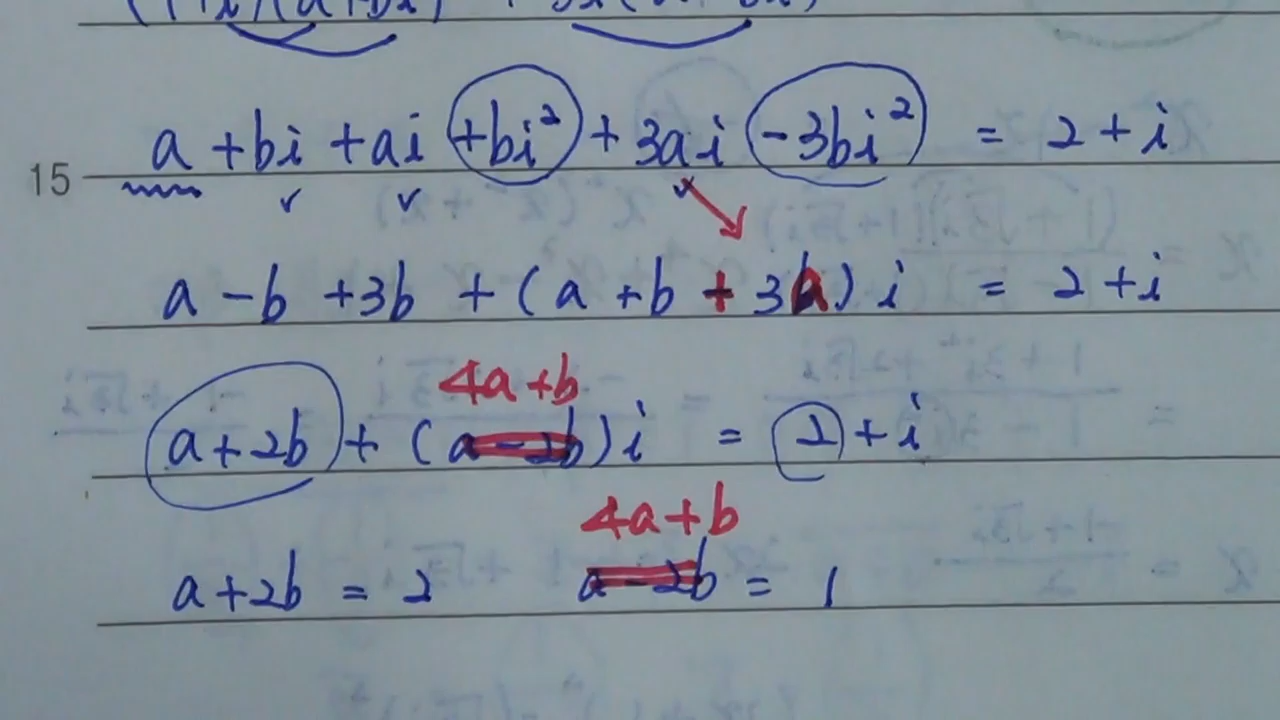 a + bi + ai + bi² + 3ai - 3bi² = 2 + i
15
a - b + 3b + (a + b + 3a) i = 2 + i
4a + b
a + 2b + (a - 2b) i = 2 + i
4a + b
a + 2b = 2 a - 2b = 1